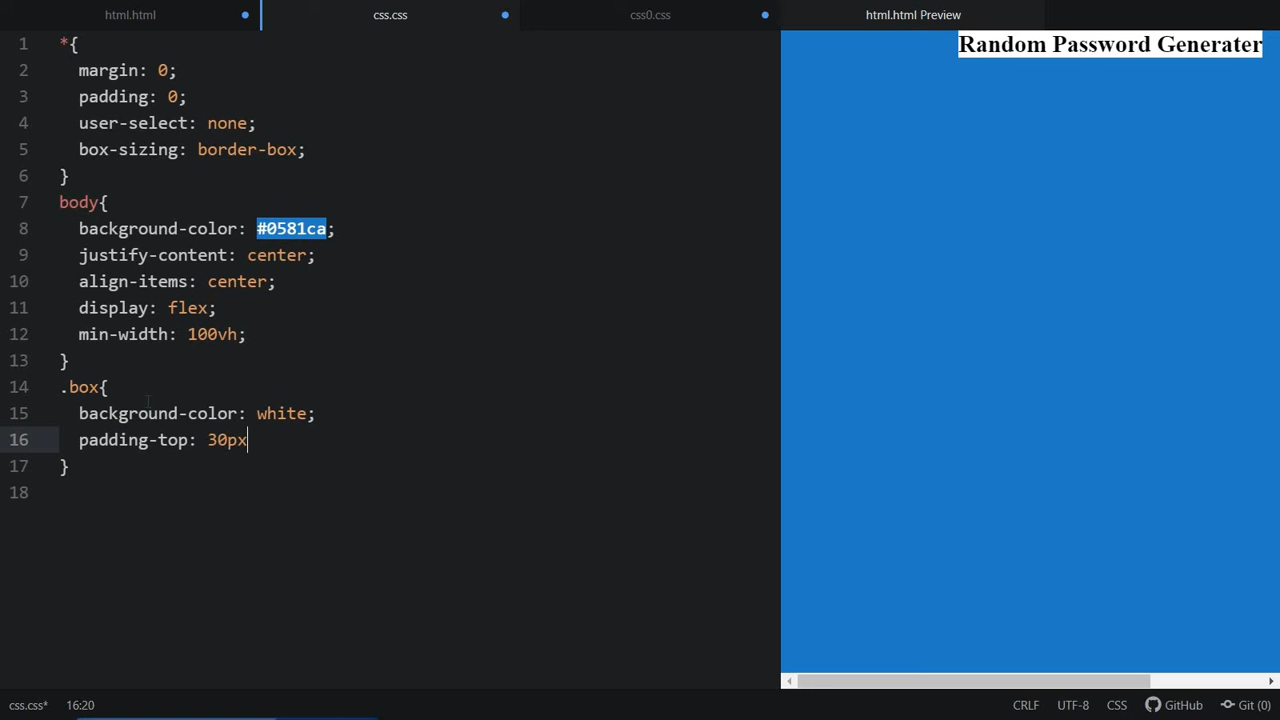 html.html
css.css
css0.css
html.html Preview
1 *{
2 margin: 0;
3 padding: 0;
4 user-select: none;
5 box-sizing: border-box;
6 }
7 body{
8 background-color: #0581ca;
9 justify-content: center;
10 align-items: center;
11 display: flex;
12 min-width: 100vh;
13 }
14 .box{
15 background-color: white;
16 padding-top: 30px
17 }
18
Random Password Generater
css.css* 16:20
CRLF UTF-8 CSS GitHub Git (0)